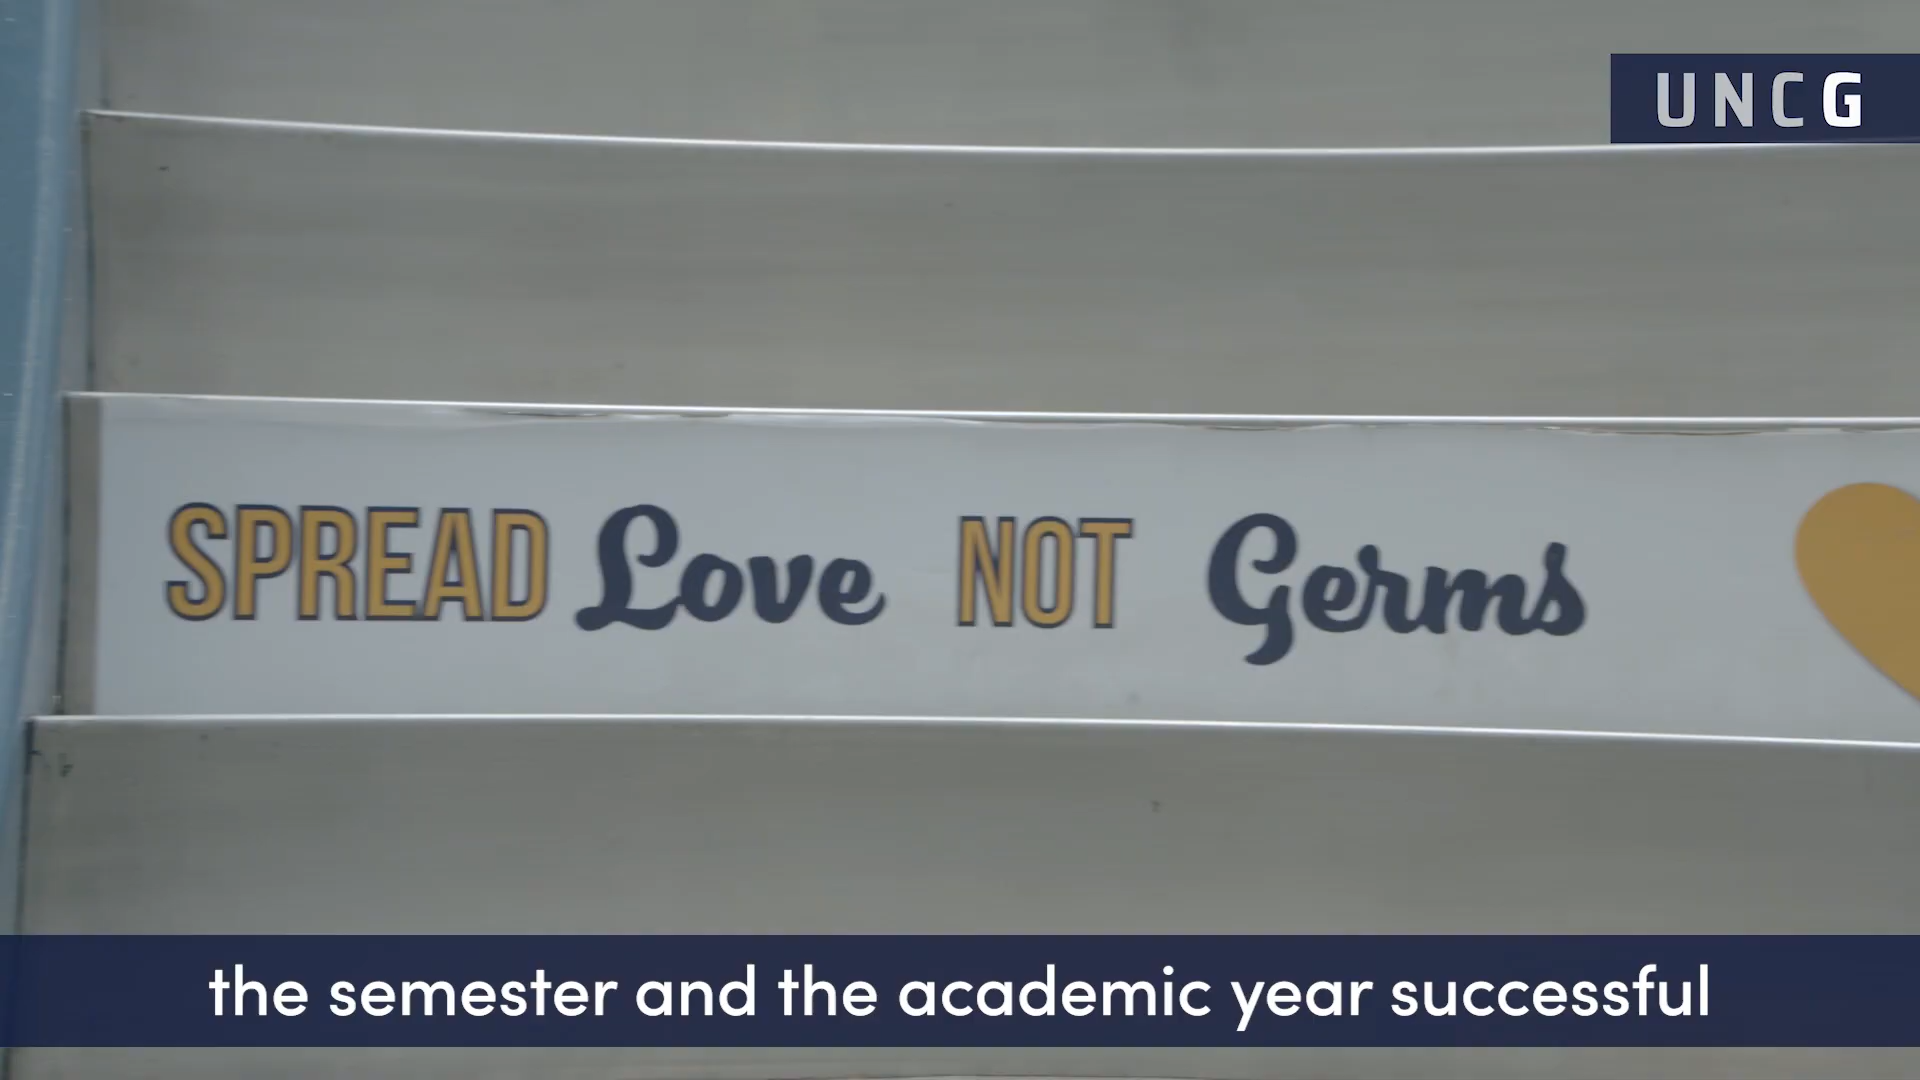 UNCG
SPREAD Love NOT Germs
the semester and the academic year successful